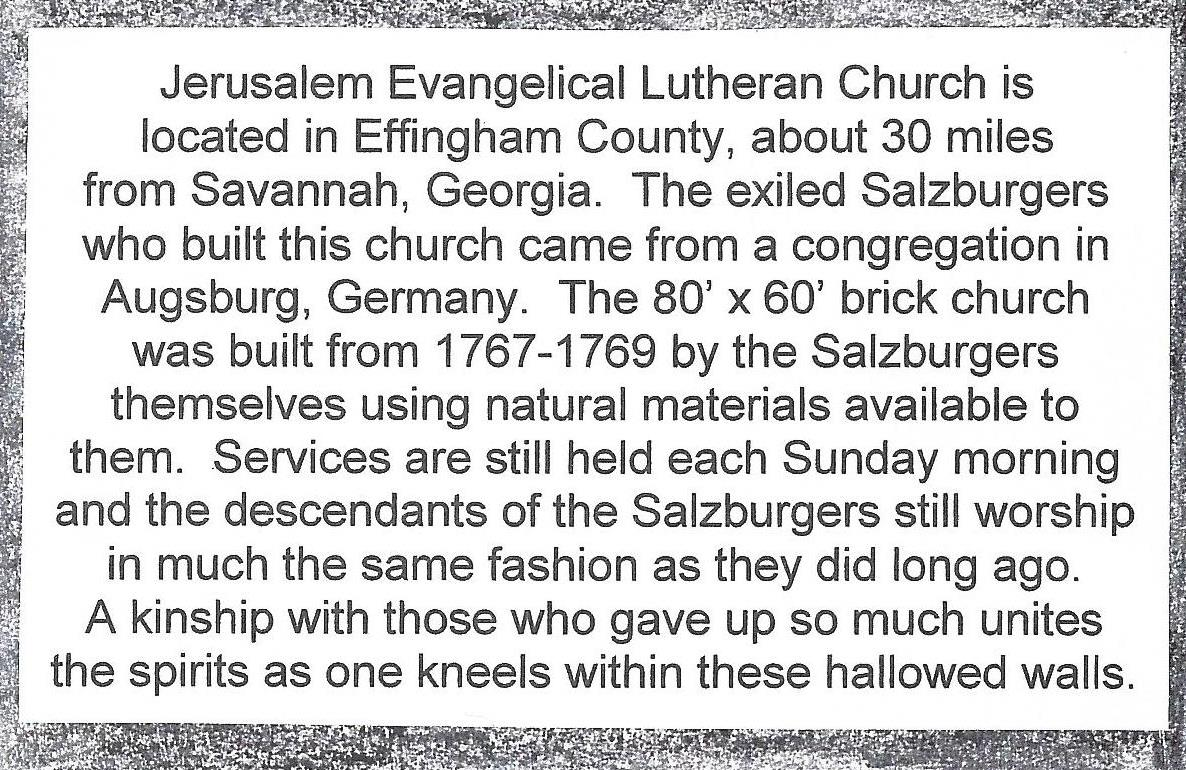 Jerusalem Evangelical Lutheran Church is
located in Effingham County, about 30 miles
from Savannah, Georgia.  The exiled Salzburgers
who built this church came from a congregation in
Augsburg, Germany.  The 80’ x 60’ brick church
was built from 1767-1769 by the Salzburgers
themselves using natural materials available to
them.  Services are still held each Sunday morning
and the descendants of the Salzburgers still worship
in much the same fashion as they did long ago.
A kinship with those who gave up so much unites
the spirits as one kneels within these hallowed walls.